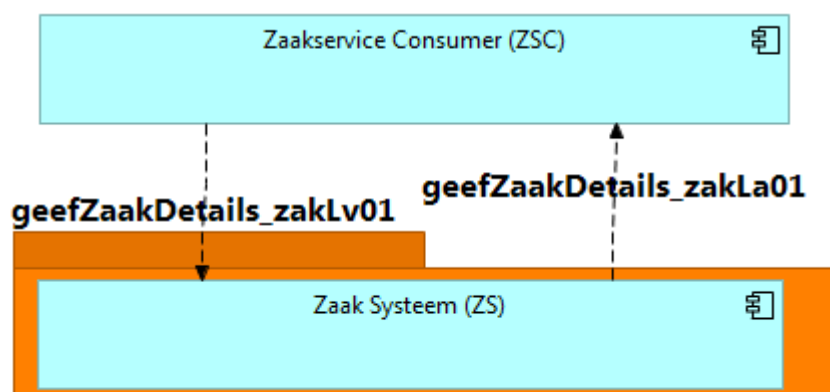 Zaakservice Consumer (ZSC)
geefZaakDetails_zakLa01
geefZaakDetails_zakLv01
Zaak Systeem (ZS)